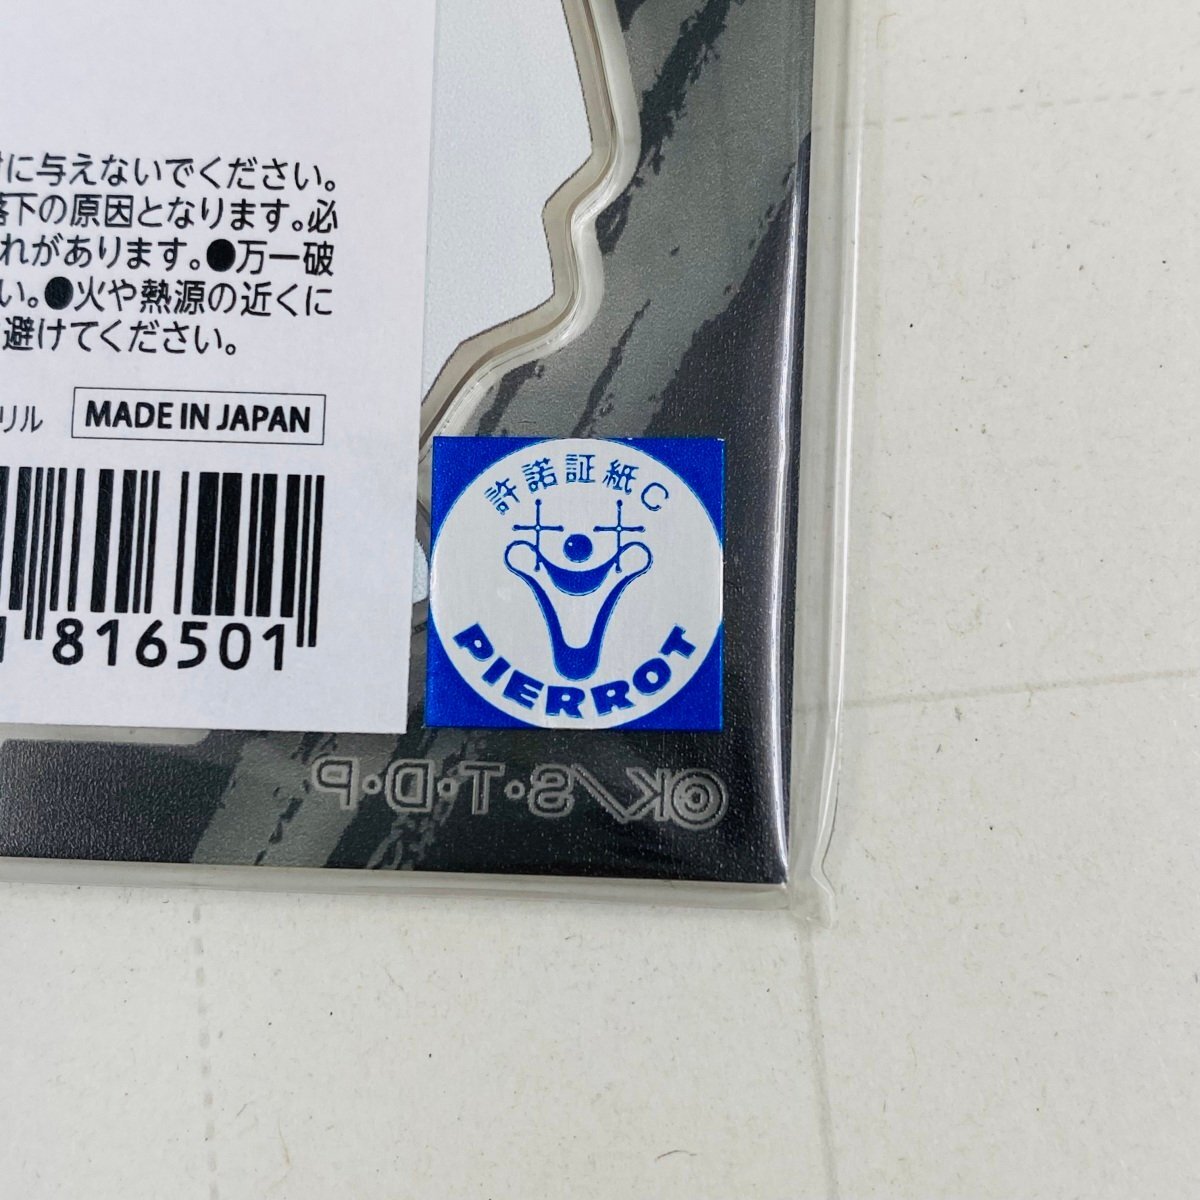 に与えないでください。
落下の原因となります。必
れがあります。●万一破
い。●火や熱源の近くに
避けてください。
リル
MADE IN JAPAN
816501
許諾証紙C
PIERROT
©K/S・T・D・P